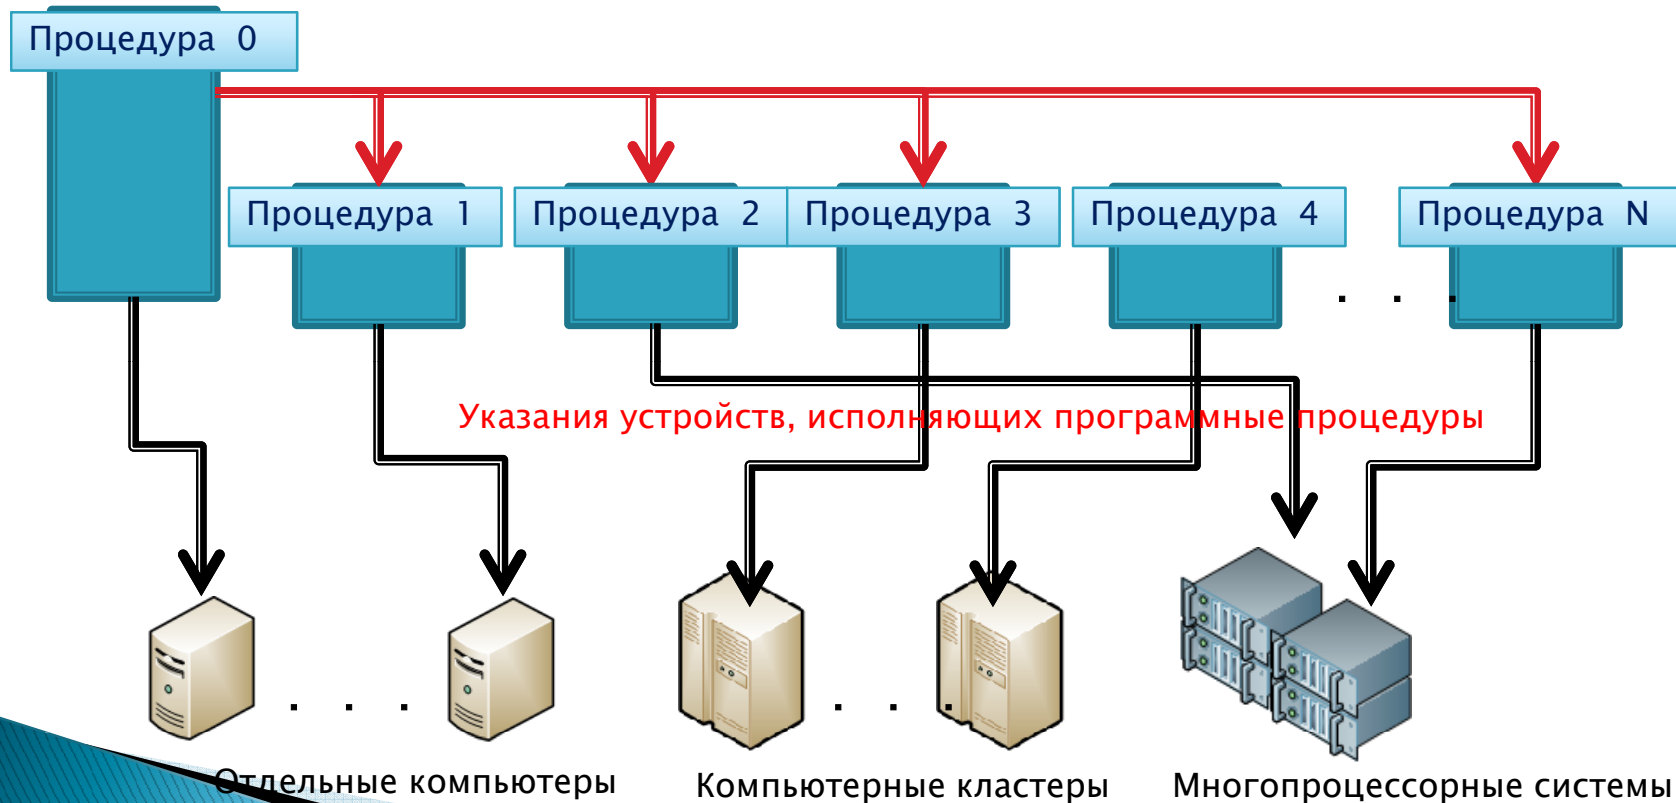 Процедура 0
Процедура 1
Процедура 2
Процедура 3
Процедура 4
. . .
Процедура N
Указания устройств, исполняющих программные процедуры
. . .
. . .
Отдельные компьютеры
Компьютерные кластеры
Многопроцессорные системы